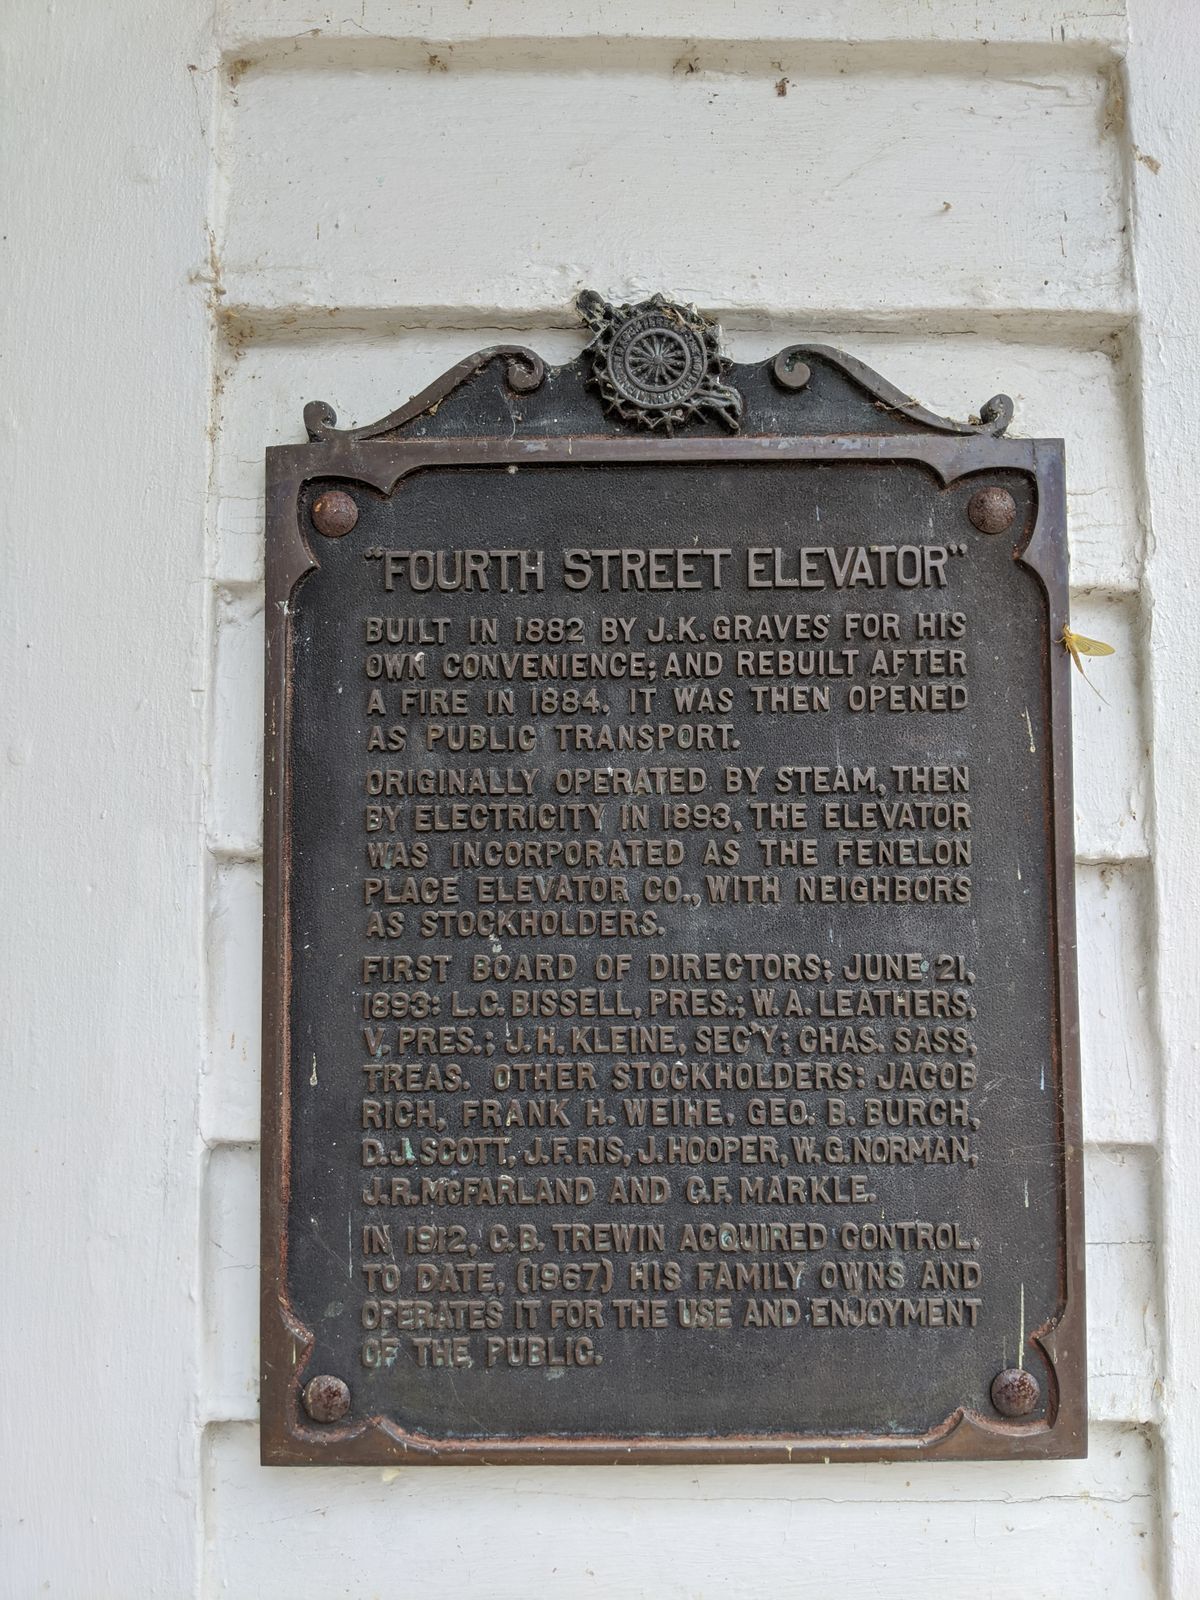 "FOURTH STREET ELEVATOR"
BUILT IN 1882 BY J.K. GRAVES FOR HIS
OWN CONVENIENCE; AND REBUILT AFTER
A FIRE IN 1884. IT WAS THEN OPENED
AS PUBLIC TRANSPORT.
ORIGINALLY OPERATED BY STEAM, THEN
BY ELECTRICITY IN 1893, THE ELEVATOR
WAS INCORPORATED AS THE FENELON
PLACE ELEVATOR CO., WITH NEIGHBORS
AS STOCKHOLDERS.
FIRST BOARD OF DIRECTORS; JUNE 21,
1893: L.C. BISSELL, PRES.; W.A. LEATHERS,
V. PRES.; J.H. KLEINE, SEC'Y; CHAS. SASS,
TREAS. OTHER STOCKHOLDERS: JACOB
RICH, FRANK H. WEIHE, GEO. B. BURCH,
D.J. SCOTT, J.F. RIS, J. HOOPER, W.G. NORMAN,
J.R. McFARLAND AND C.F. MARKLE.
IN 1912, C.B. TREWIN ACQUIRED CONTROL.
TO DATE, (1967) HIS FAMILY OWNS AND
OPERATES IT FOR THE USE AND ENJOYMENT
OF THE PUBLIC.